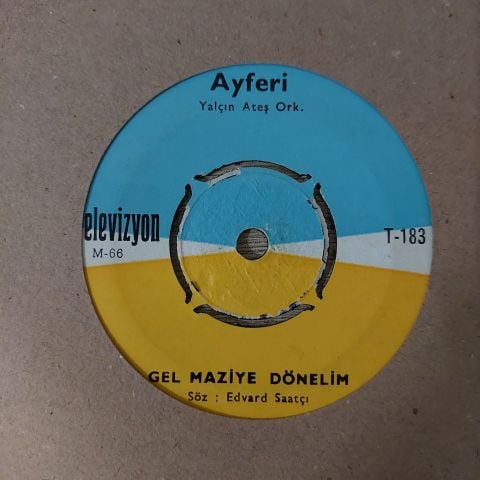 Ayferi
Yalçın Ateş Ork.
elevizyon
T-183
M-66
GEL MAZİYE DÖNELİM
Söz : Edvard Saatçı